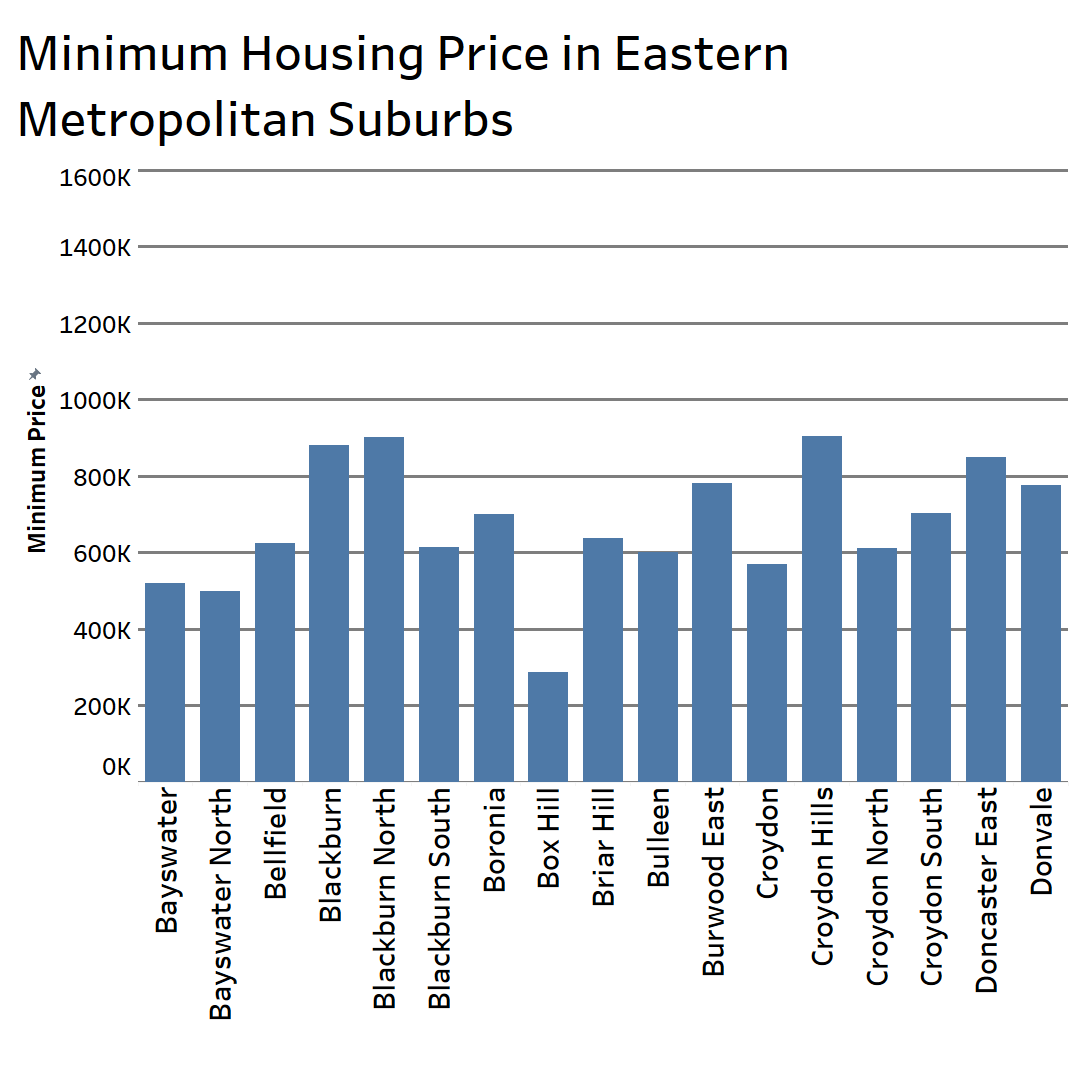 Minimum Housing Price in Eastern
Metropolitan Suburbs
1600K
1400K
1200K
1000K
800K
600K
400K
200K
0K
Minimum Price
Bayswater
Bayswater North
Bellfield
Blackburn
Blackburn North
Blackburn South
Boronia
Box Hill
Briar Hill
Bulleen
Burwood East
Croydon
Croydon Hills
Croydon North
Croydon South
Doncaster East
Donvale